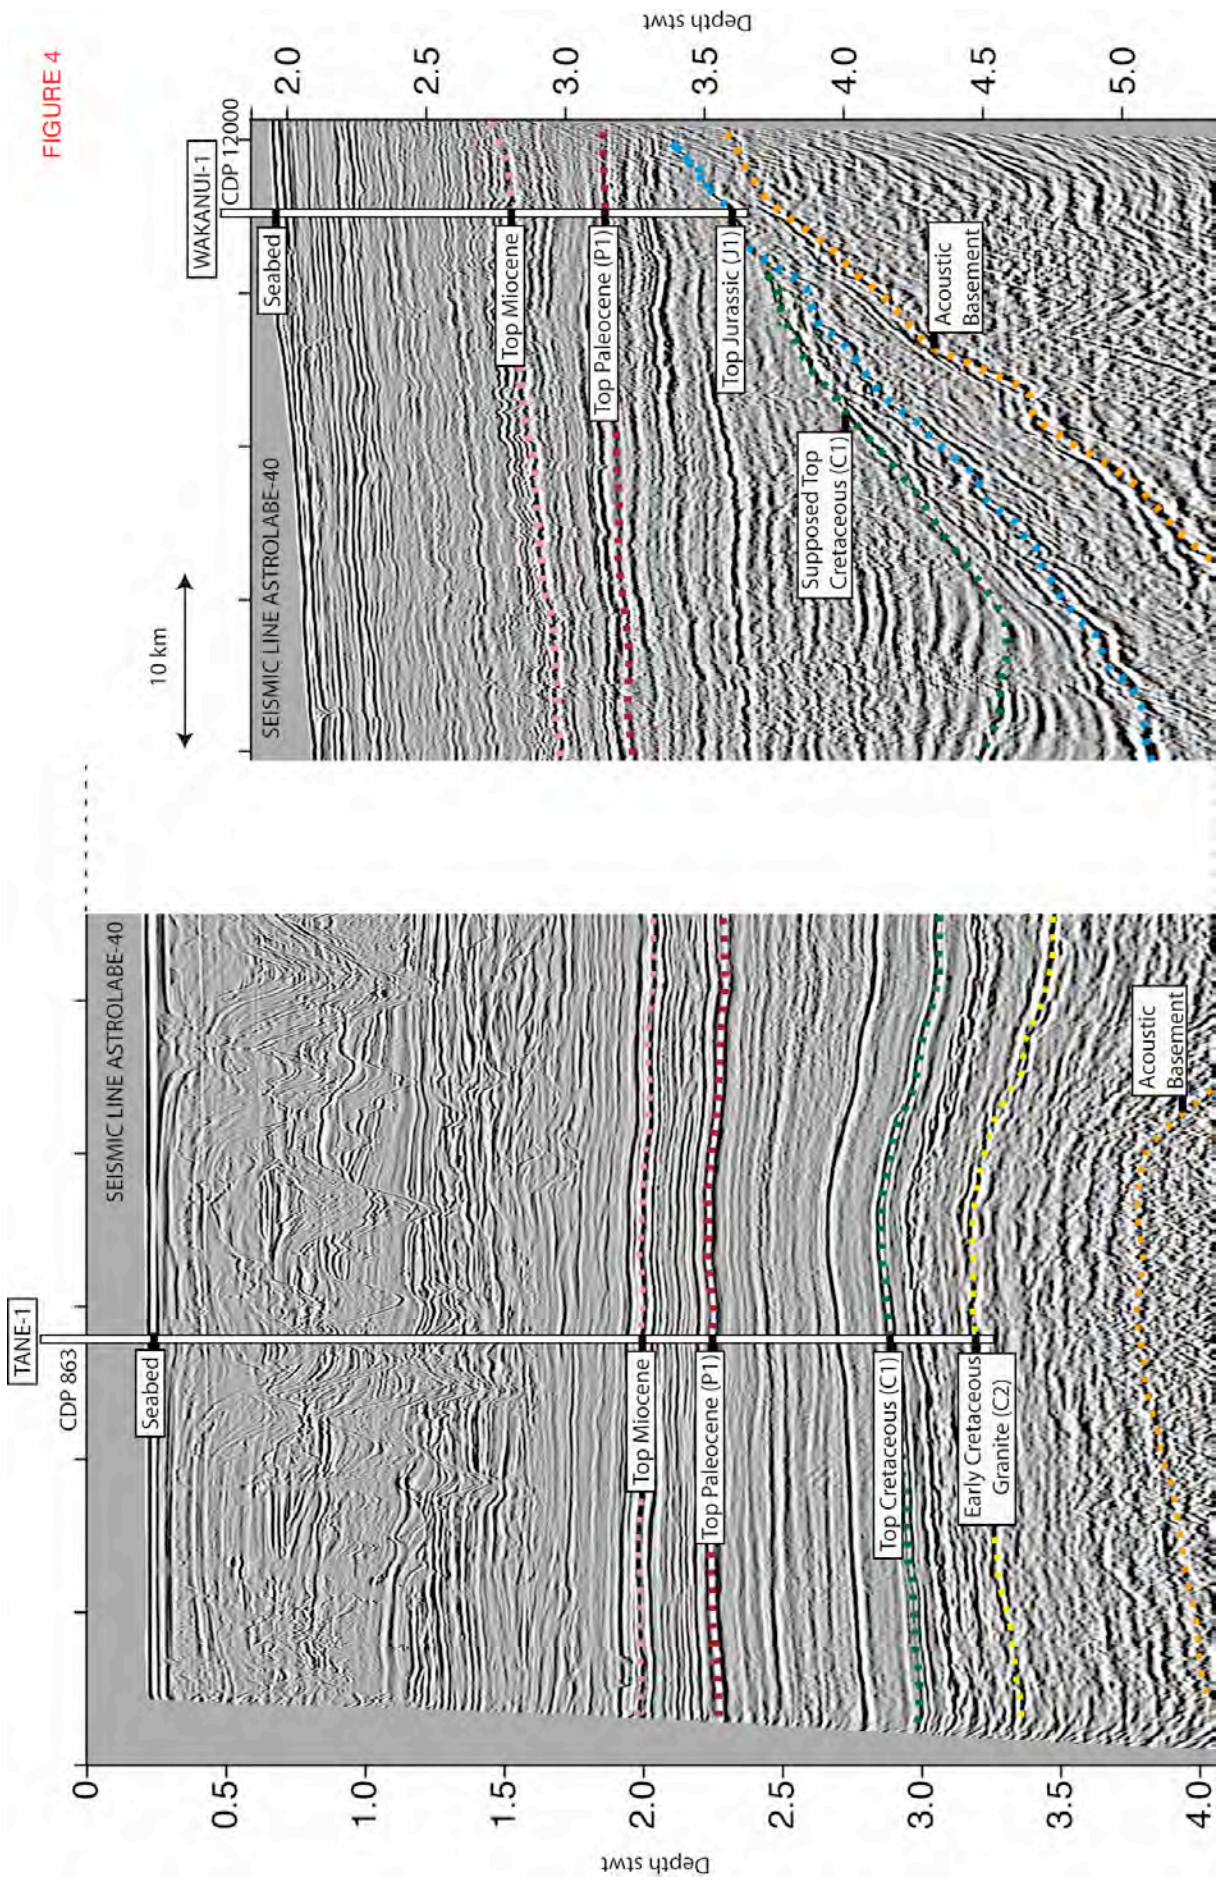 FIGURE 4
TANE-1
CDP 863
SEISMIC LINE ASTROLABE-40
Seabed
Top Miocene
Top Paleocene (P1)
Top Cretaceous (C1)
Early Cretaceous
Granite (C2)
Acoustic
Basement
Depth stwt
0
0.5
1.0
1.5
2.0
2.5
3.0
3.5
4.0
10 km
WAKANUI-1
CDP 12000
SEISMIC LINE ASTROLABE-40
Seabed
Top Miocene
Top Paleocene (P1)
Top Jurassic (J1)
Supposed Top
Cretaceous (C1)
Acoustic
Basement
Depth stwt
2.0
2.5
3.0
3.5
4.0
4.5
5.0